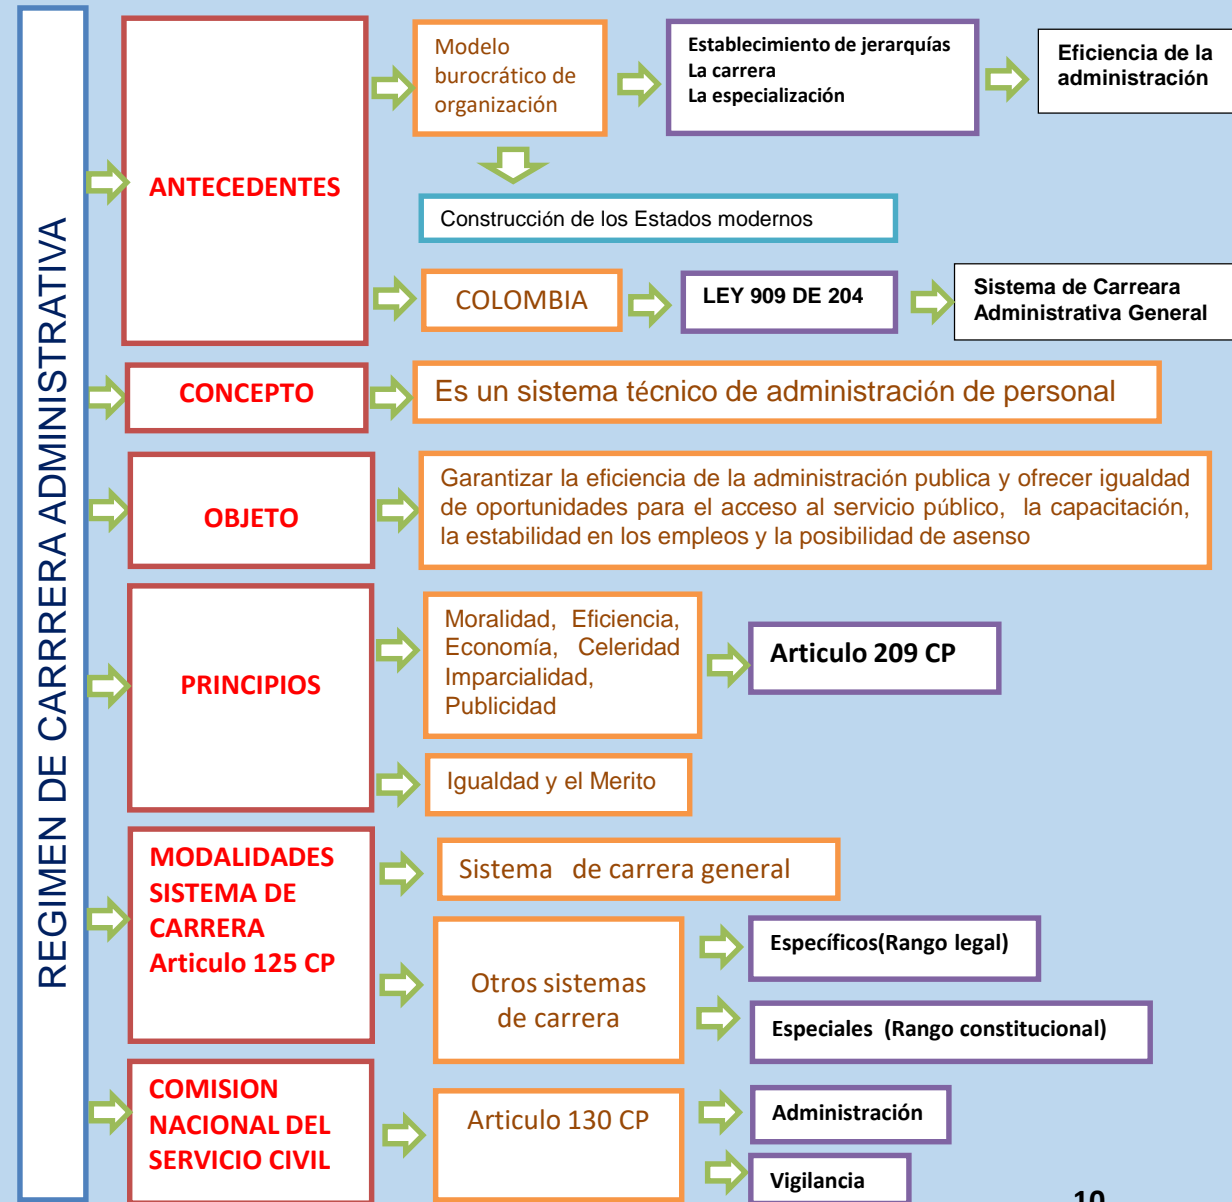 REGIMEN DE CARRRERA ADMINISTRATIVA
ANTECEDENTES
Modelo
burocrático de
organización
Establecimiento de jerarquías
La carrera
La especialización
Eficiencia de la
administración
Construcción de los Estados modernos
COLOMBIA
LEY 909 DE 204
Sistema de Carreara
Administrativa General
CONCEPTO
Es un sistema técnico de administración de personal
OBJETO
Garantizar la eficiencia de la administración publica y ofrecer igualdad
de oportunidades para el acceso al servicio público, la capacitación,
la estabilidad en los empleos y la posibilidad de asenso
PRINCIPIOS
Moralidad, Eficiencia,
Economía, Celeridad
Imparcialidad,
Publicidad
Articulo 209 CP
Igualdad y el Merito
MODALIDADES
SISTEMA DE
CARRERA
Articulo 125 CP
Sistema de carrera general
Otros sistemas
de carrera
Específicos(Rango legal)
Especiales (Rango constitucional)
COMISION
NACIONAL DEL
SERVICIO CIVIL
Articulo 130 CP
Administración
Vigilancia
10